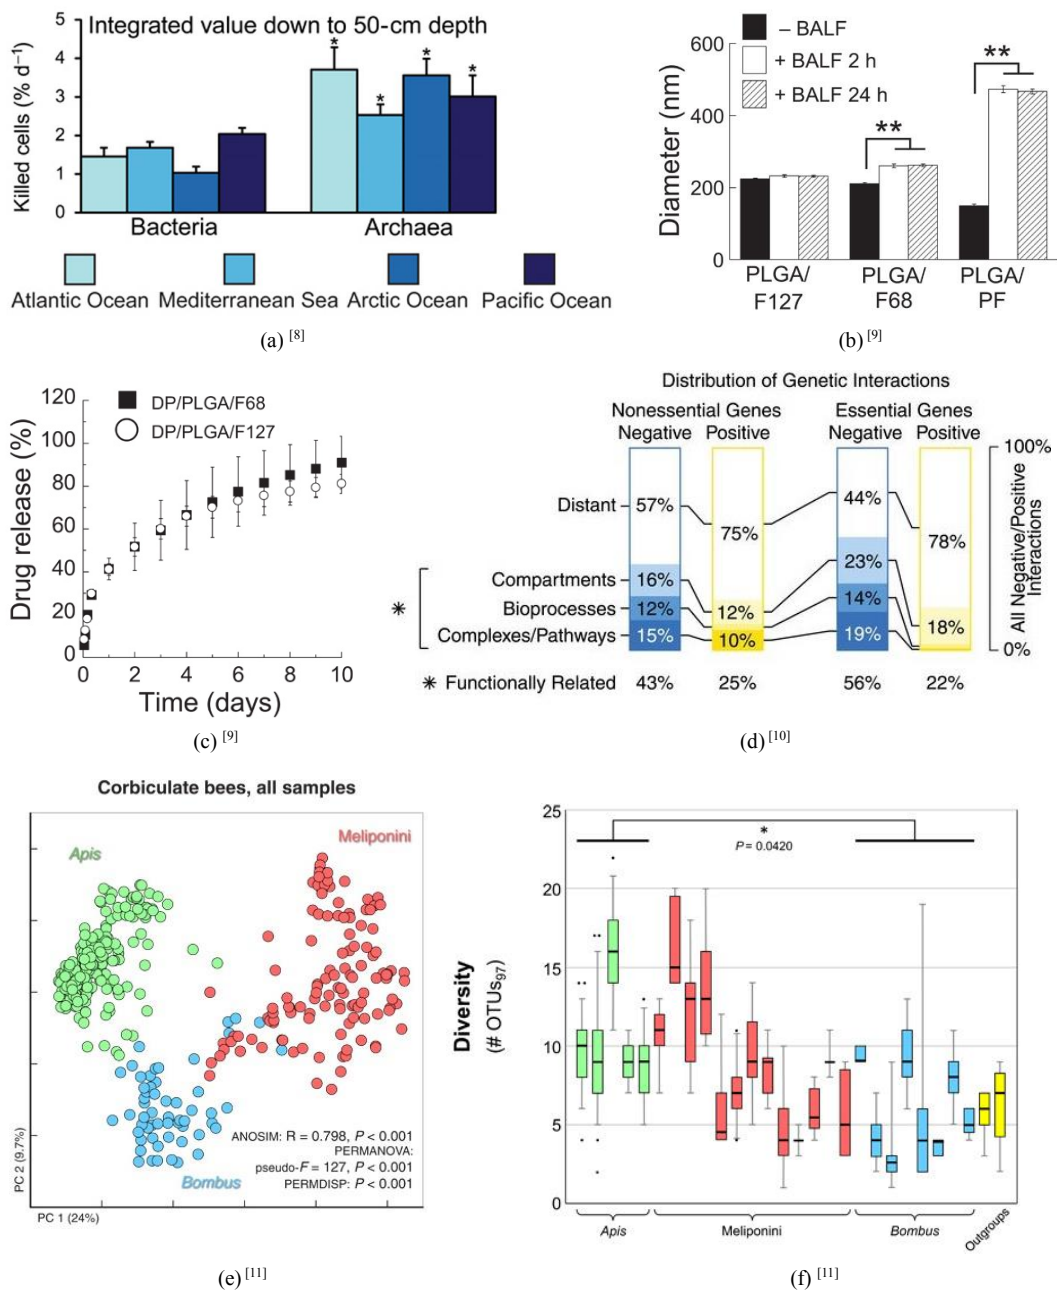 Integrated value down to 50-cm depth
Killed cells (% d⁻¹)
5
4
3
2
1
0
* * * *
Bacteria Archaea
Atlantic Ocean Mediterranean Sea Arctic Ocean Pacific Ocean
(a) [8]
– BALF
+ BALF 2 h
+ BALF 24 h
Diameter (nm)
600
400
200
0
** **
PLGA/ PLGA/ PLGA/
F127 F68 PF
(b) [9]
DP/PLGA/F68
DP/PLGA/F127
Drug release (%)
120
100
80
60
40
20
0
0 2 4 6 8 10
Time (days)
(c) [9]
Distribution of Genetic Interactions
Nonessential Genes Essential Genes
Negative Positive Negative Positive
Distant
Compartments
Bioprocesses
Complexes/Pathways
*
57% 75% 44% 78%
16% 12% 23% 18%
12% 14%
15% 10% 19%
100%
0%
All Negative/Positive
Interactions
* Functionally Related 43% 25% 56% 22%
(d) [10]
Corbiculate bees, all samples
Apis
Meliponini
Bombus
ANOSIM: R = 0.798, P < 0.001
PERMANOVA:
pseudo-F = 127, P < 0.001
PERMDISP: P < 0.001
PC 2 (9.7%)
PC 1 (24%)
(e) [11]
Diversity
(# OTUs97)
25
20
15
10
5
0
*
P = 0.0420
Apis Meliponini Bombus Outgroups
(f) [11]